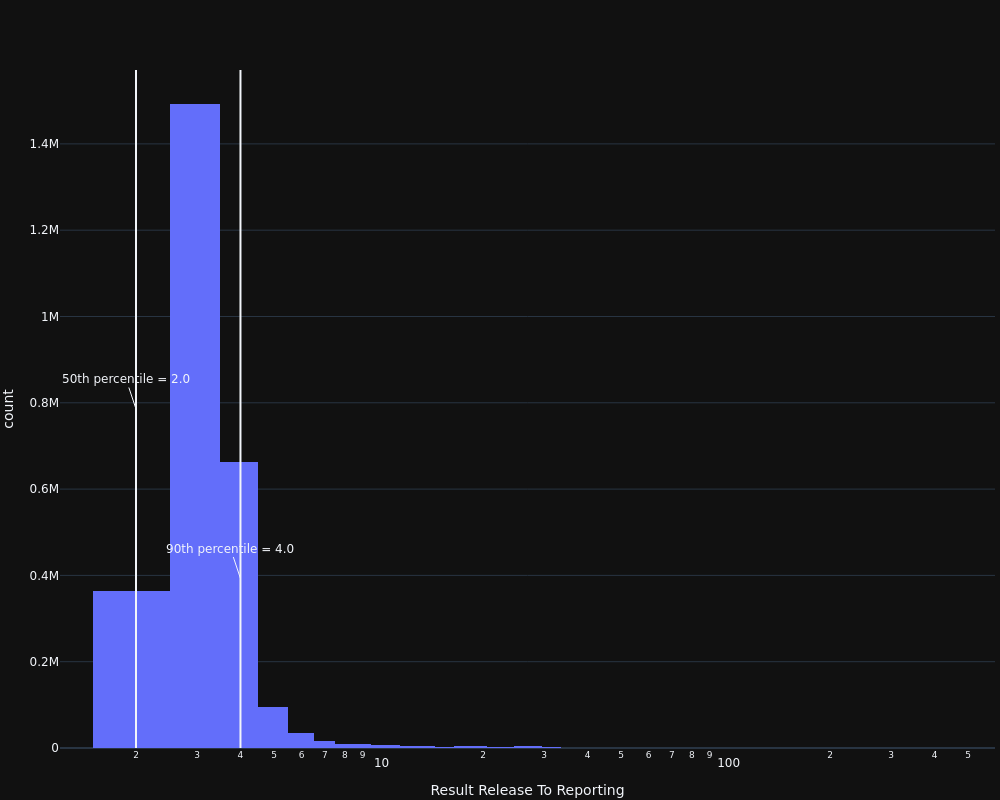 1.4M
1.2M
1M
50th percentile = 2.0
0.8M
count
0.6M
90th percentile = 4.0
0.4M
0.2M
0
2 3 4 5 6 7 8 9 10 2 3 4 5 6 7 8 9 100 2 3 4 5
Result Release To Reporting